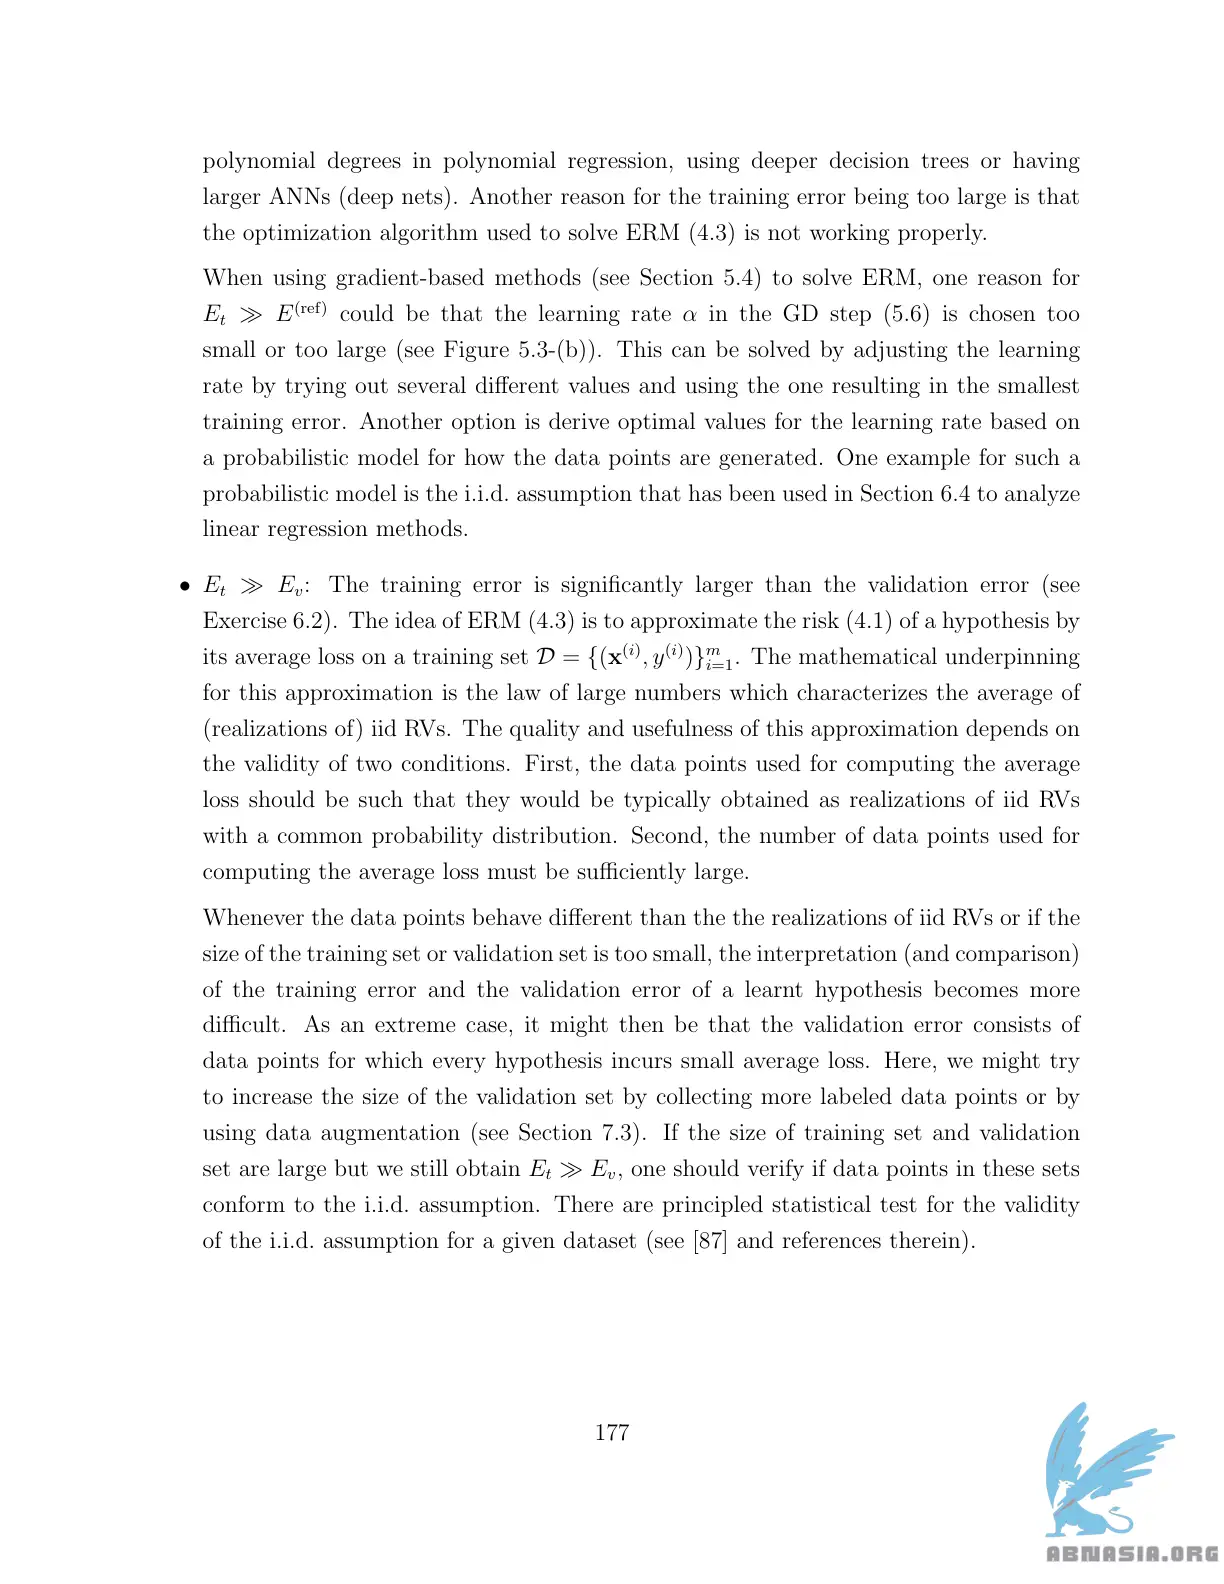 polynomial degrees in polynomial regression, using deeper decision trees or having
larger ANNs (deep nets). Another reason for the training error being too large is that
the optimization algorithm used to solve ERM (4.3) is not working properly.
When using gradient-based methods (see Section 5.4) to solve ERM, one reason for
Eₜ ≫ E⁽ʳᵉᶠ⁾ could be that the learning rate α in the GD step (5.6) is chosen too
small or too large (see Figure 5.3-(b)). This can be solved by adjusting the learning
rate by trying out several different values and using the one resulting in the smallest
training error. Another option is derive optimal values for the learning rate based on
a probabilistic model for how the data points are generated. One example for such a
probabilistic model is the i.i.d. assumption that has been used in Section 6.4 to analyze
linear regression methods.
• Eₜ ≫ Eᵥ: The training error is significantly larger than the validation error (see
Exercise 6.2). The idea of ERM (4.3) is to approximate the risk (4.1) of a hypothesis by
its average loss on a training set 𝒟 = {(𝐱⁽ⁱ⁾, y⁽ⁱ⁾)}ᵐᵢ₌₁. The mathematical underpinning
for this approximation is the law of large numbers which characterizes the average of
(realizations of) iid RVs. The quality and usefulness of this approximation depends on
the validity of two conditions. First, the data points used for computing the average
loss should be such that they would be typically obtained as realizations of iid RVs
with a common probability distribution. Second, the number of data points used for
computing the average loss must be sufficiently large.
Whenever the data points behave different than the the realizations of iid RVs or if the
size of the training set or validation set is too small, the interpretation (and comparison)
of the training error and the validation error of a learnt hypothesis becomes more
difficult. As an extreme case, it might then be that the validation error consists of
data points for which every hypothesis incurs small average loss. Here, we might try
to increase the size of the validation set by collecting more labeled data points or by
using data augmentation (see Section 7.3). If the size of training set and validation
set are large but we still obtain Eₜ ≫ Eᵥ, one should verify if data points in these sets
conform to the i.i.d. assumption. There are principled statistical test for the validity
of the i.i.d. assumption for a given dataset (see [87] and references therein).
177
ABNASIA.ORG